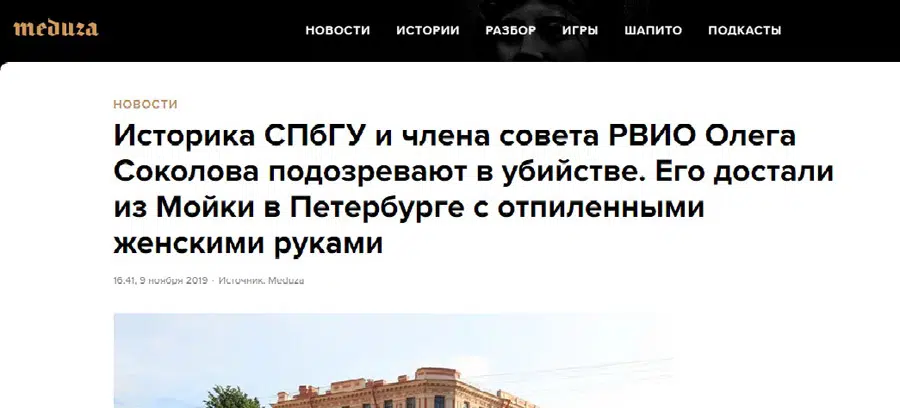 meduza
НОВОСТИ ИСТОРИИ РАЗБОР ИГРЫ ШАПИТО ПОДКАСТЫ
НОВОСТИ
Историка СПбГУ и члена совета РВИО Олега
Соколова подозревают в убийстве. Его достали
из Мойки в Петербурге с отпиленными
женскими руками
16:41, 9 ноября 2019 · Источник: Meduza